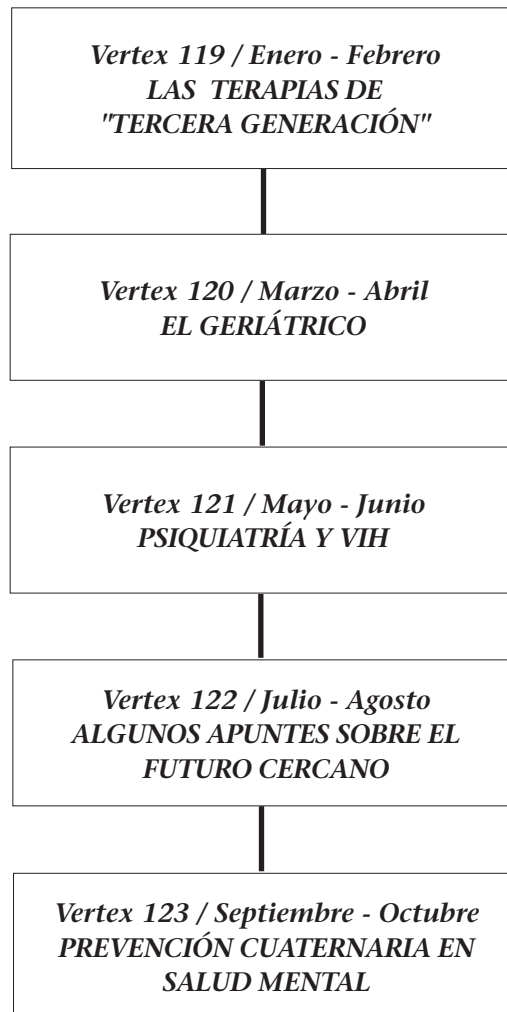 Vertex 119 / Enero - Febrero
LAS TERAPIAS DE
"TERCERA GENERACIÓN"
Vertex 120 / Marzo - Abril
EL GERIÁTRICO
Vertex 121 / Mayo - Junio
PSIQUIATRÍA Y VIH
Vertex 122 / Julio - Agosto
ALGUNOS APUNTES SOBRE EL
FUTURO CERCANO
Vertex 123 / Septiembre - Octubre
PREVENCIÓN CUATERNARIA EN
SALUD MENTAL